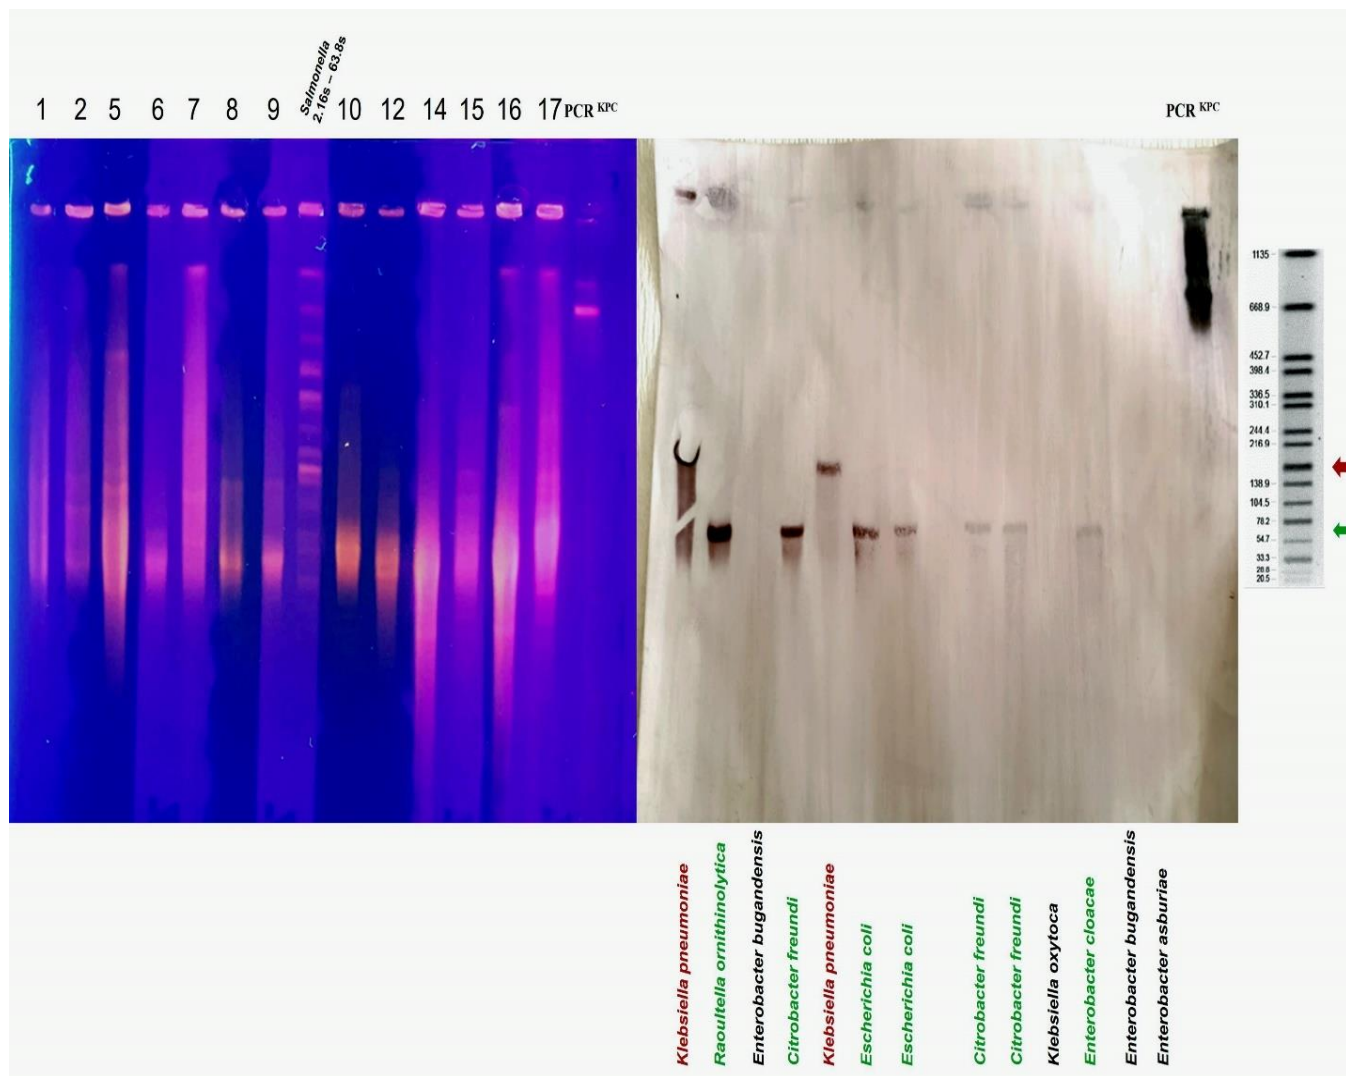 Salmonella
2.16s – 63.8s
1 2 5 6 7 8 9 10 12 14 15 16 17 PCR KPC
PCR KPC
1135
668.9
452.7
398.4
336.5
310.1
244.4
216.9
138.9
104.5
78.2
54.7
33.3
28.8
20.5
Klebsiella pneumoniae
Raoultella ornithinolytica
Enterobacter bugandensis
Citrobacter freundi
Klebsiella pneumoniae
Escherichia coli
Escherichia coli
Citrobacter freundi
Citrobacter freundi
Klebsiella oxytoca
Enterobacter cloacae
Enterobacter bugandensis
Enterobacter asburiae